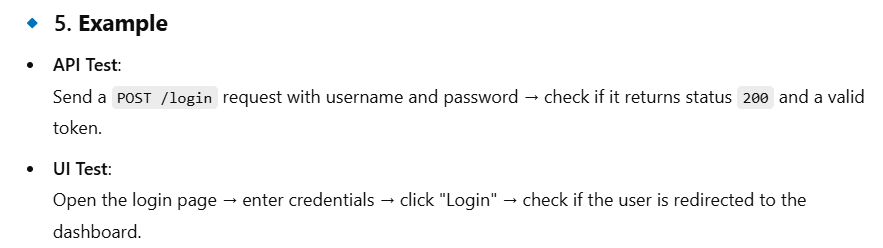 5. Example
API Test:
Send a POST /login request with username and password → check if it returns status 200 and a valid
token.
UI Test:
Open the login page → enter credentials → click "Login" → check if the user is redirected to the
dashboard.